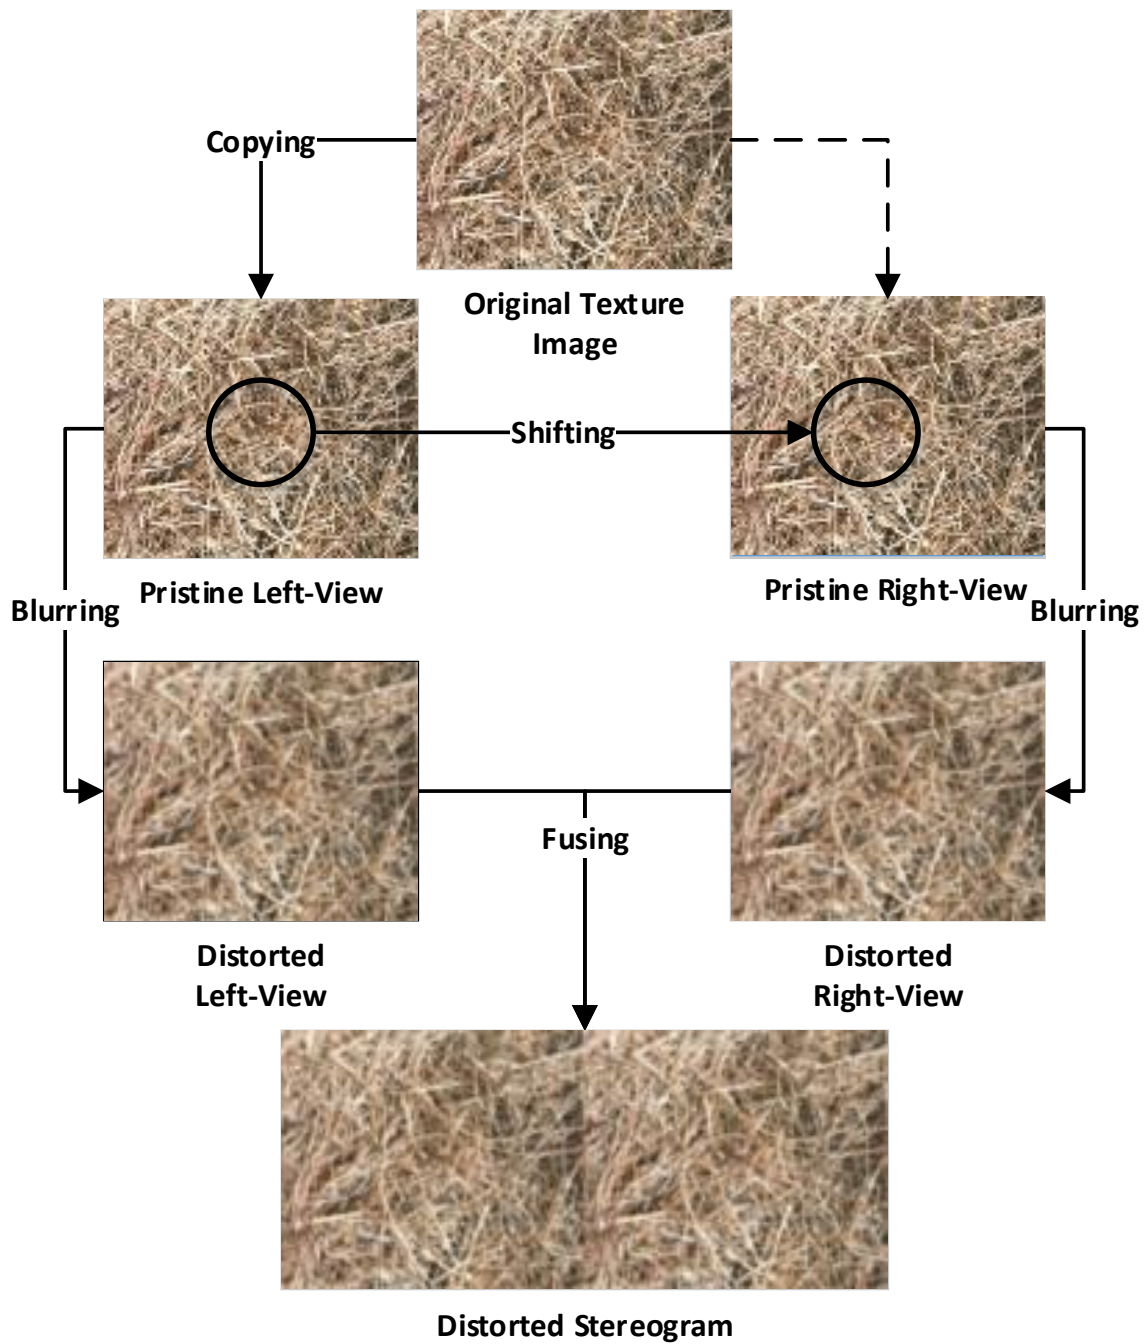 Copying
Original Texture
Image
Shifting
Pristine Left-View
Pristine Right-View
Blurring
Blurring
Fusing
Distorted
Left-View
Distorted
Right-View
Distorted Stereogram